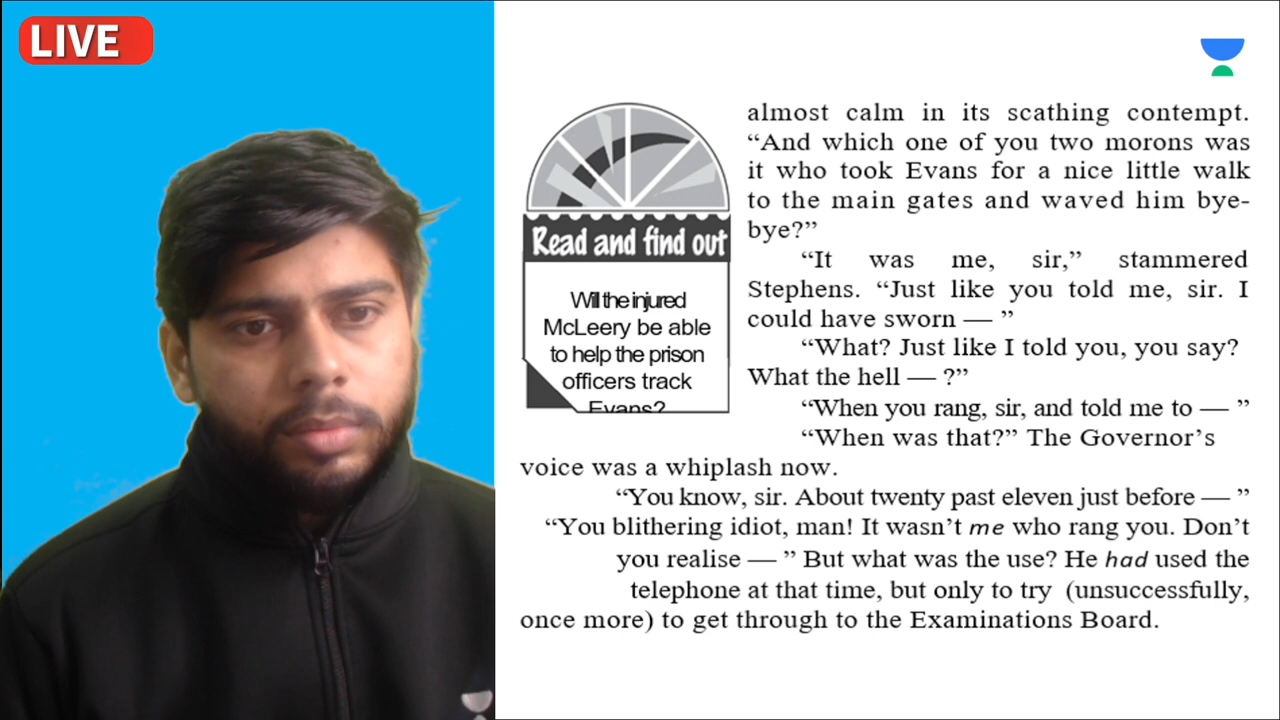 LIVE
almost calm in its scathing contempt.
“And which one of you two morons was
it who took Evans for a nice little walk
to the main gates and waved him bye-
bye?”
“It was me, sir,” stammered
Stephens. “Just like you told me, sir. I
could have sworn — ”
“What? Just like I told you, you say?
What the hell — ?”
“When you rang, sir, and told me to — ”
“When was that?” The Governor’s
voice was a whiplash now.
“You know, sir. About twenty past eleven just before — ”
“You blithering idiot, man! It wasn’t me who rang you. Don’t
you realise — ” But what was the use? He had used the
telephone at that time, but only to try (unsuccessfully,
once more) to get through to the Examinations Board.
Read and find out
Will the injured
McLeery be able
to help the prison
officers track
Evans?